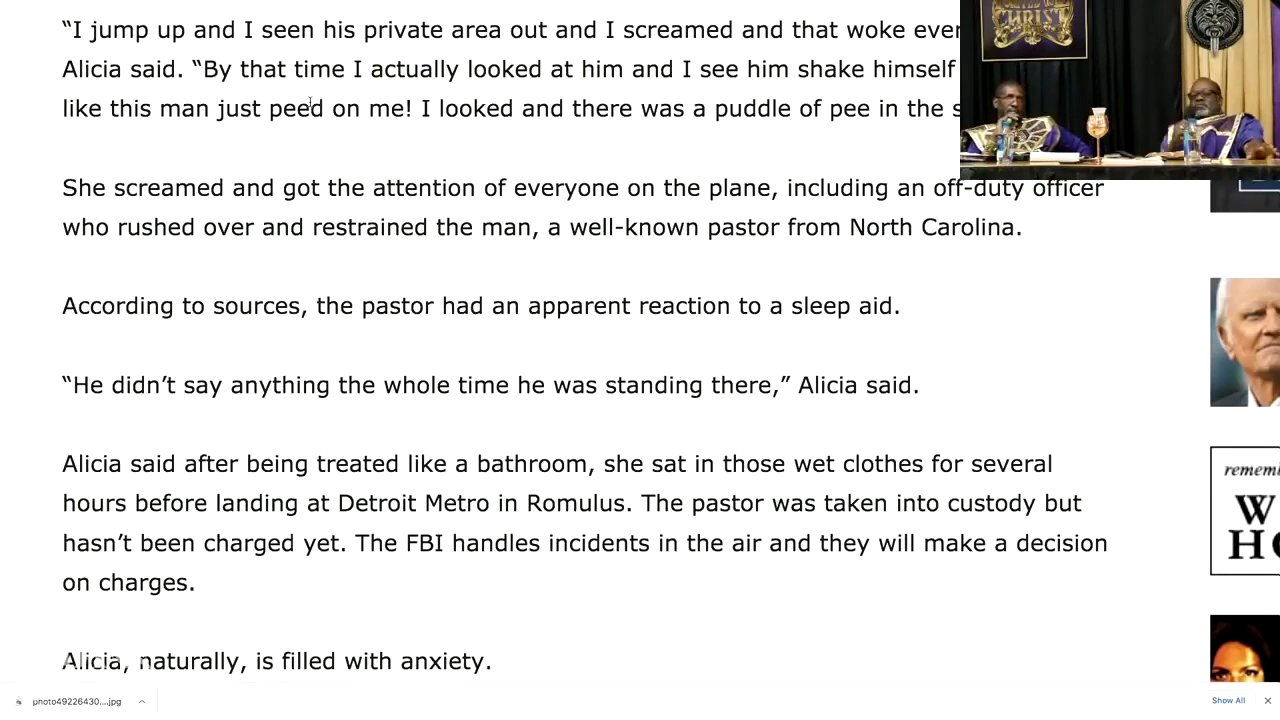 “I jump up and I seen his private area out and I screamed and that woke
Alicia said. “By that time I actually looked at him and I see him shake himself
like this man just peed on me! I looked and there was a puddle of pee in the
She screamed and got the attention of everyone on the plane, including an off-duty officer
who rushed over and restrained the man, a well-known pastor from North Carolina.
According to sources, the pastor had an apparent reaction to a sleep aid.
“He didn’t say anything the whole time he was standing there,” Alicia said.
Alicia said after being treated like a bathroom, she sat in those wet clothes for several
hours before landing at Detroit Metro in Romulus. The pastor was taken into custody but
hasn’t been charged yet. The FBI handles incidents in the air and they will make a decision
on charges.
Alicia, naturally, is filled with anxiety.
CHRIST
photo49226430....jpg
Show All